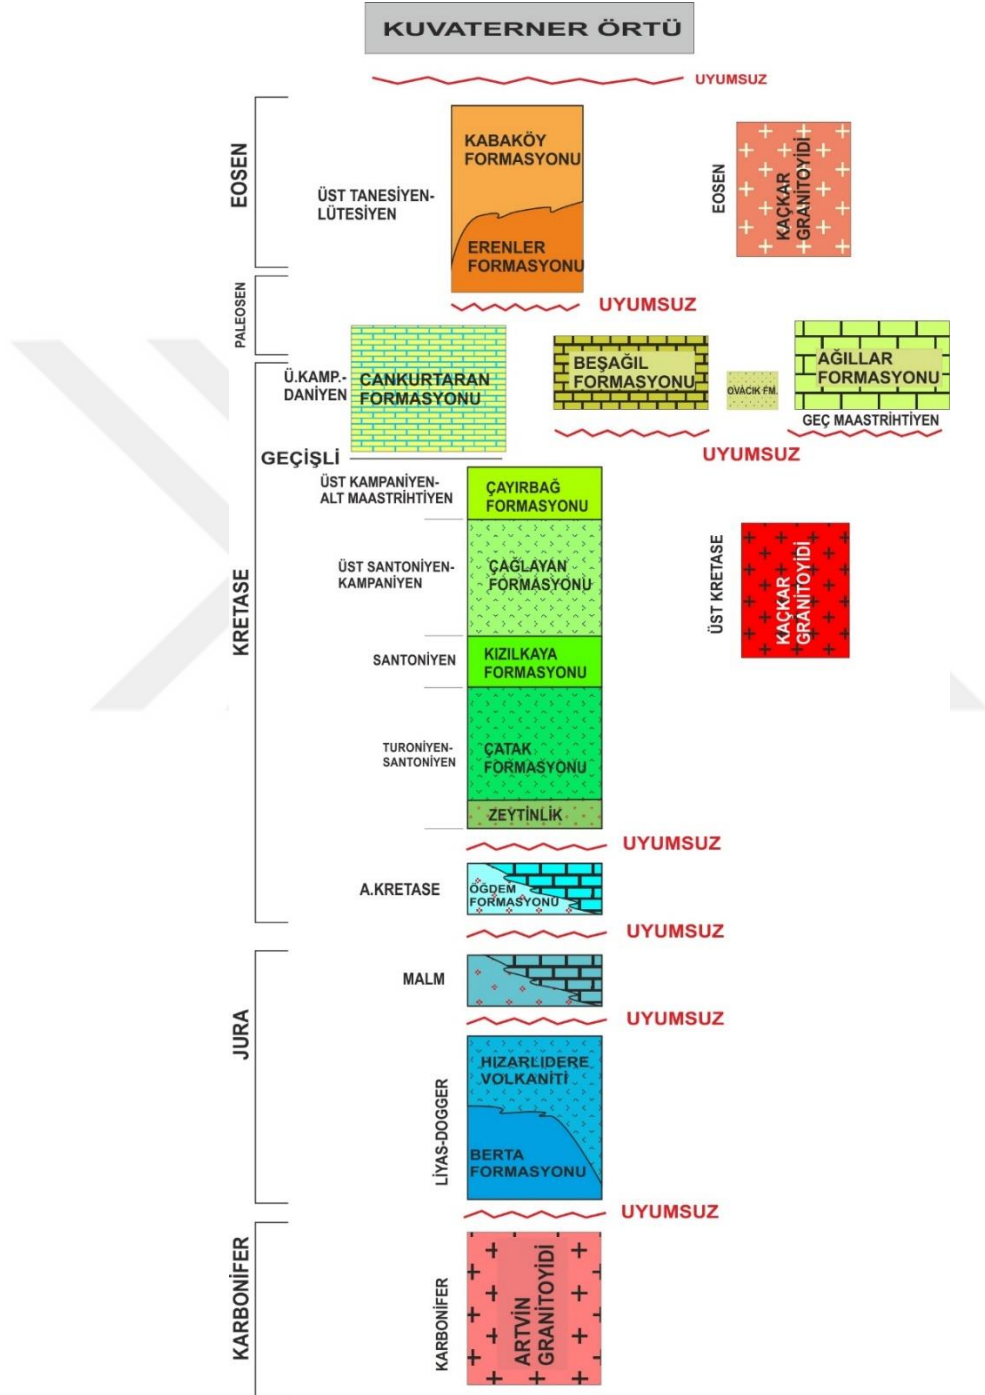 KUVATERNER ÖRTÜ
UYUMSUZ
EOSEN
ÜST TANESİYEN-
LÜTESİYEN
KABAKÖY
FORMASYONU
ERENLER
FORMASYONU
EOSEN
KAÇKAR
GRANİTOYİDİ
UYUMSUZ
PALEOSEN
Ü.KAMP.-
DANİYEN
CANKURTARAN
FORMASYONU
BEŞAĞIL
FORMASYONU
OVACIK FM.
AĞILLAR
FORMASYONU
GEÇ MAASTRİHTİYEN
UYUMSUZ
GEÇİŞLİ
KRETASE
ÜST KAMPANİYEN-
ALT MAASTRİHTİYEN
ÇAYIRBAĞ
FORMASYONU
ÜST SANTONİYEN-
KAMPANİYEN
ÇAĞLAYAN
FORMASYONU
ÜST KRETASE
KAÇKAR
GRANİTOYİDİ
SANTONİYEN
KIZILKAYA
FORMASYONU
TURONİYEN-
SANTONİYEN
ÇATAK
FORMASYONU
ZEYTİNLİK
UYUMSUZ
A.KRETASE
ÖĞDEM
FORMASYONU
UYUMSUZ
JURA
MALM
UYUMSUZ
LİYAS-DOGGER
HIZARLIDERE
VOLKANİTİ
BERTA
FORMASYONU
UYUMSUZ
KARBONİFER
KARBONİFER
ARTVİN
GRANİTOYİDİ